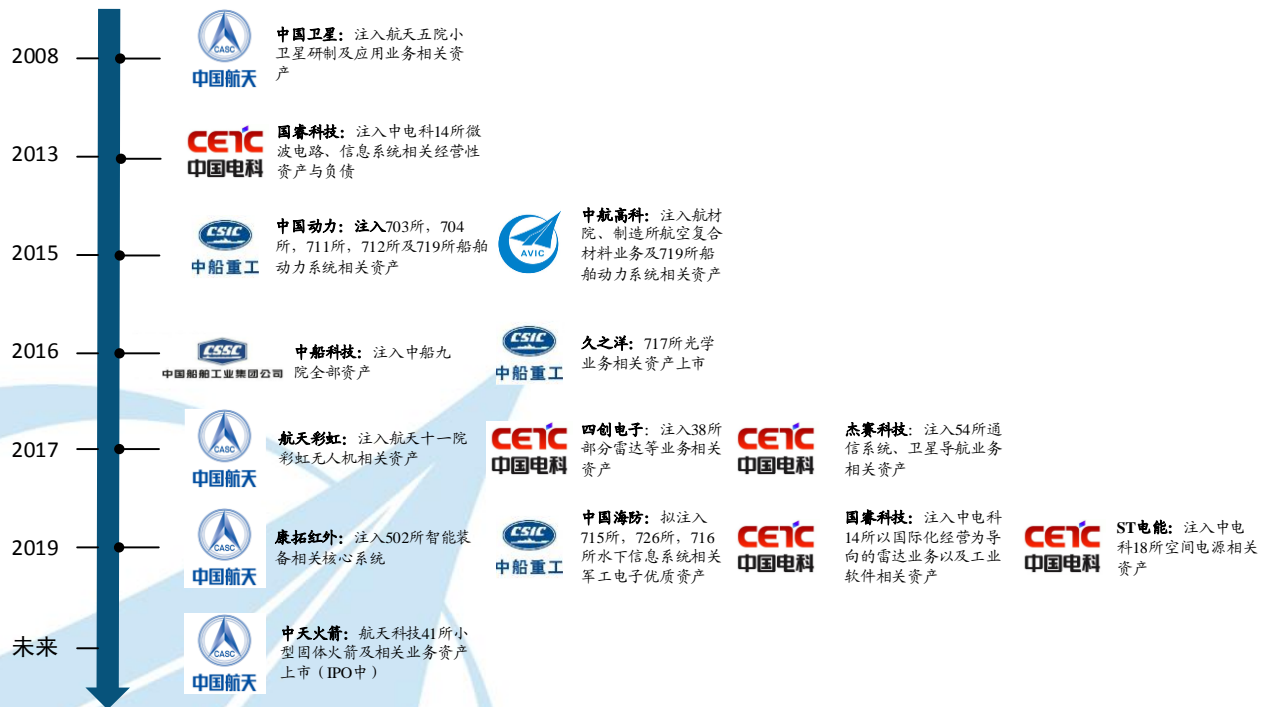 2008
CASC
中国航天
中国卫星：注入航天五院小
卫星研制及应用业务相关资
产
2013
CETC
中国电科
国睿科技：注入中电科14所微
波电路、信息系统相关经营性
资产与负债
2015
CSIC
中船重工
中国动力：注入703所，704
所，711所，712所及719所船舶
动力系统相关资产
AVIC
中航高科：注入航材
院、制造所航空复合
材料业务及719所船
舶动力系统相关资产
2016
CSSC
中国船舶工业集团公司
中船科技：注入中船九
院全部资产
CSIC
中船重工
久之洋：717所光学
业务相关资产上市
2017
CASC
中国航天
航天彩虹：注入航天十一院
彩虹无人机相关资产
CETC
中国电科
四创电子：注入38所
部分雷达等业务相关
资产
CETC
中国电科
杰赛科技：注入54所通
信系统、卫星导航业务
相关资产
2019
CASC
中国航天
康拓红外：注入502所智能装
备相关核心系统
CSIC
中船重工
中国海防：拟注入
715所，726所，716
所水下信息系统相关
军工电子优质资产
CETC
中国电科
国睿科技：注入中电科
14所以国际化经营为导
向的雷达业务以及工业
软件相关资产
CETC
中国电科
ST电能：注入中电
科18所空间电源相关
资产
未来
CASC
中国航天
中天火箭：航天科技41所小
型固体火箭及相关业务资产
上市（IPO中）